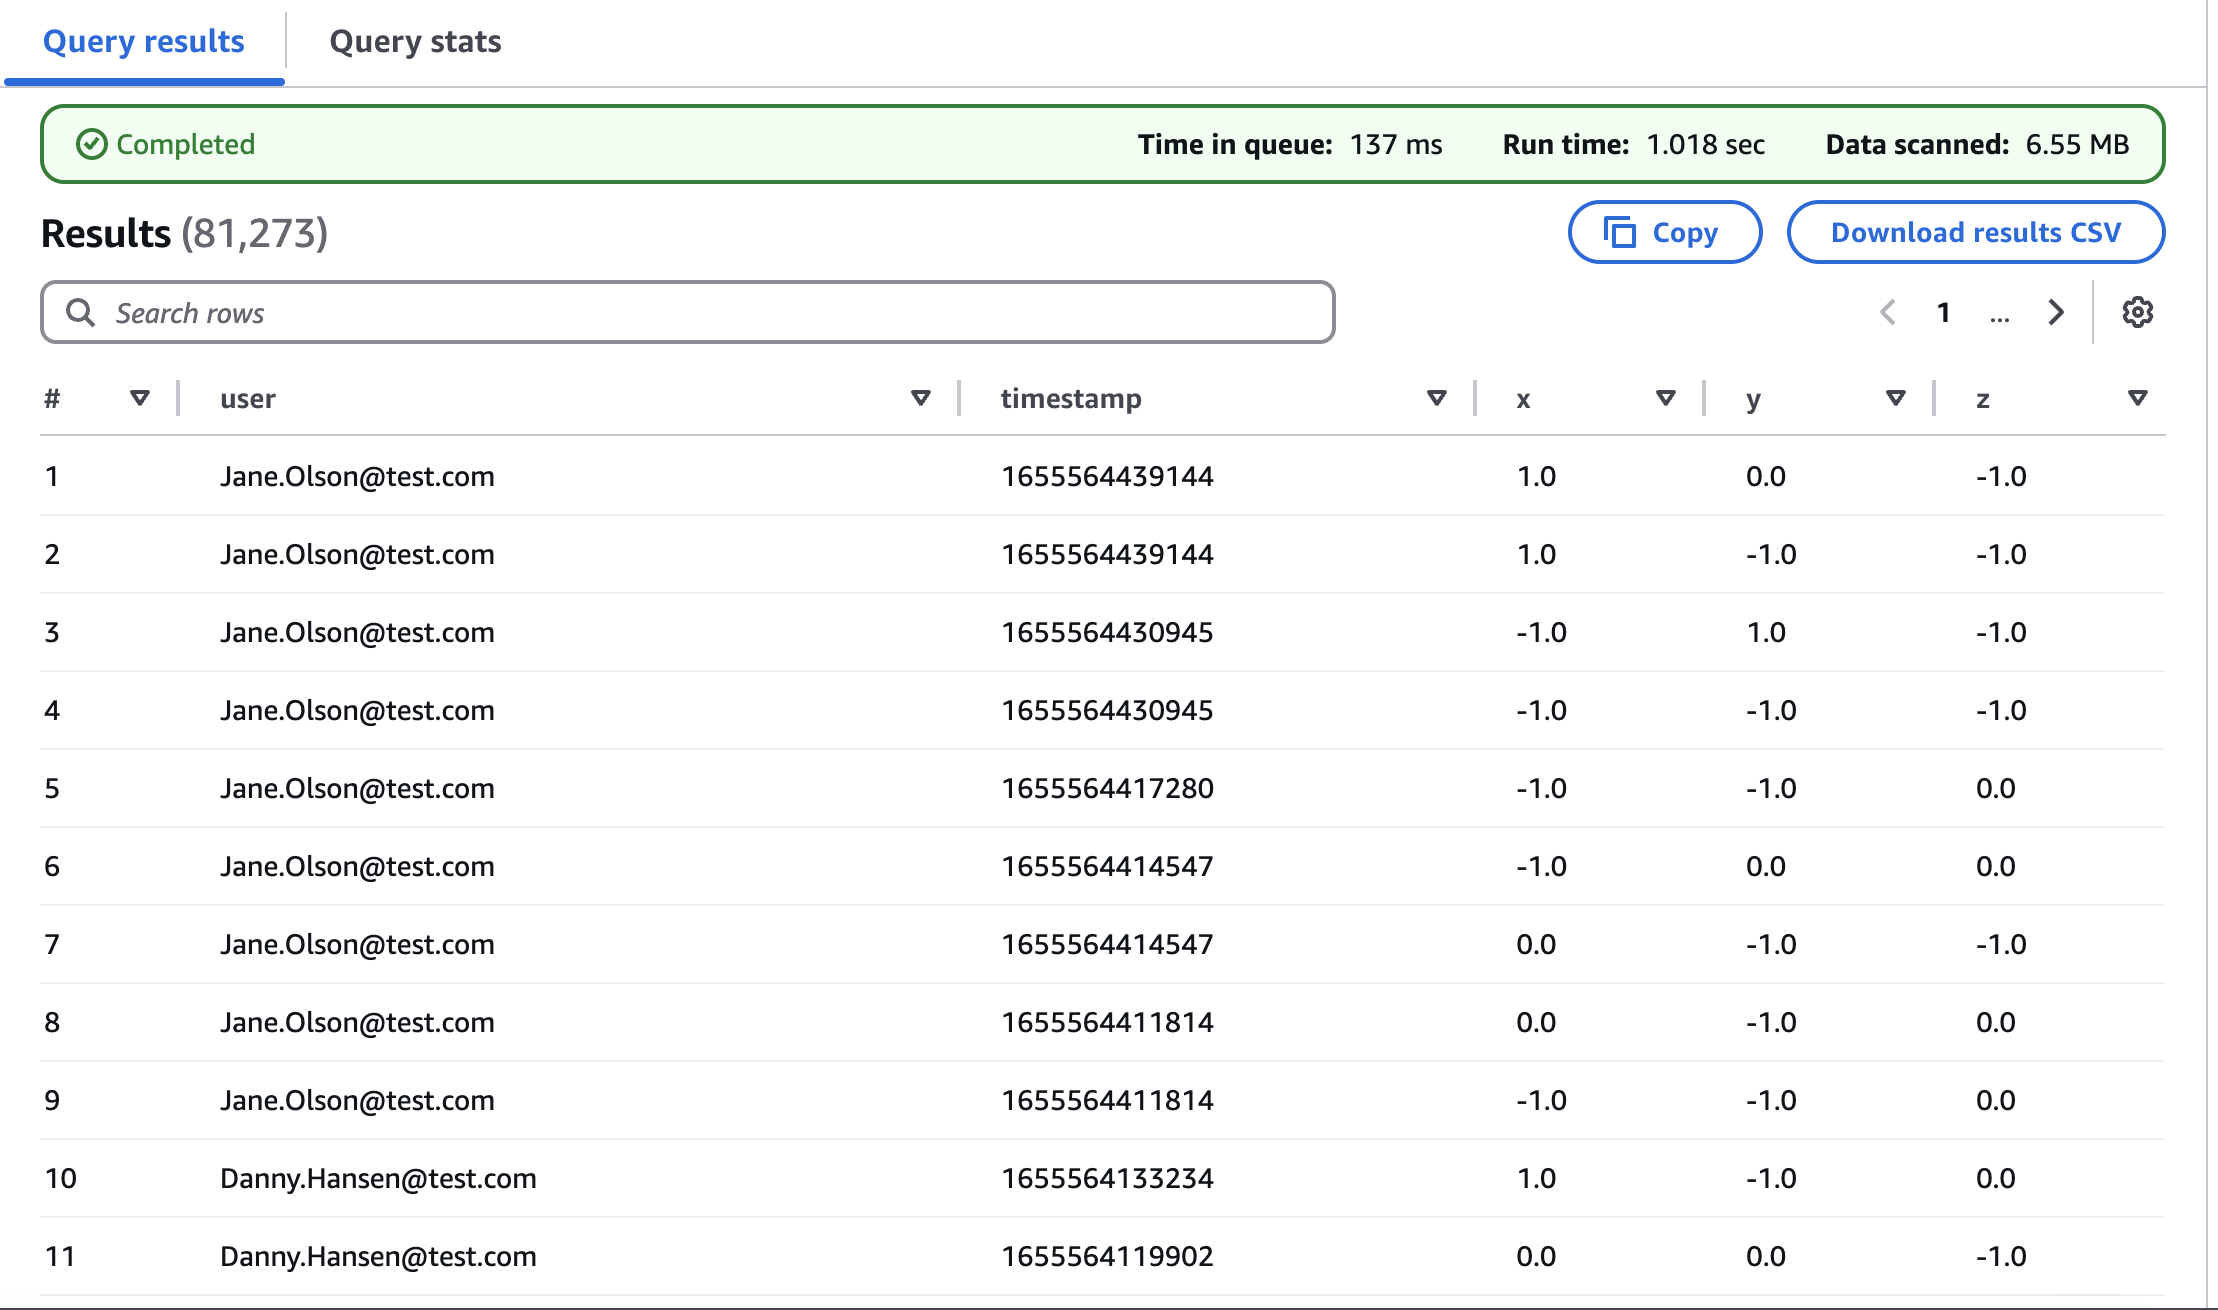 Query results Query stats
Completed Time in queue: 137 ms Run time: 1.018 sec Data scanned: 6.55 MB
Results (81,273) Copy Download results CSV
Search rows 1 ...
# user timestamp x y z
1 Jane.Olson@test.com 1655564439144 1.0 0.0 -1.0
2 Jane.Olson@test.com 1655564439144 1.0 -1.0 -1.0
3 Jane.Olson@test.com 1655564430945 -1.0 1.0 -1.0
4 Jane.Olson@test.com 1655564430945 -1.0 -1.0 -1.0
5 Jane.Olson@test.com 1655564417280 -1.0 -1.0 0.0
6 Jane.Olson@test.com 1655564414547 -1.0 0.0 0.0
7 Jane.Olson@test.com 1655564414547 0.0 -1.0 -1.0
8 Jane.Olson@test.com 1655564411814 0.0 -1.0 0.0
9 Jane.Olson@test.com 1655564411814 -1.0 -1.0 0.0
10 Danny.Hansen@test.com 1655564133234 1.0 -1.0 0.0
11 Danny.Hansen@test.com 1655564119902 0.0 0.0 -1.0